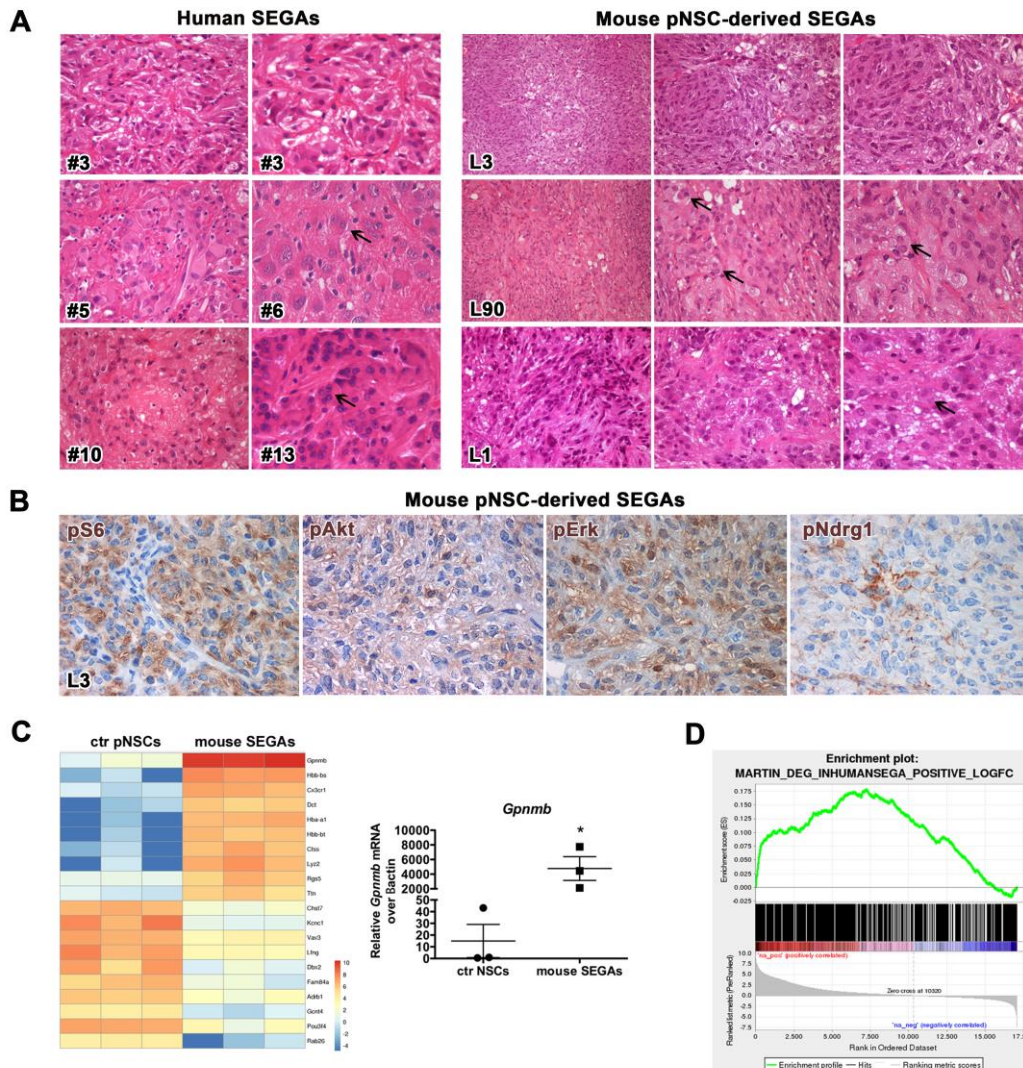 A
Human SEGAs
Mouse pNSC-derived SEGAs
#3
#3
L3
#5
#6
L90
#10
#13
L1
B
Mouse pNSC-derived SEGAs
pS6
pAkt
pErk
pNdrg1
L3
C
ctr pNSCs
mouse SEGAs
Gpnmb
Hbb-bs
Cx3cr1
Dct
Hba-a1
Hbb-bt
Ctss
Lyz2
Rgs5
Ttn
Chst7
Kcnc1
Vav3
Lfng
Dbx2
Fam84a
Adrb1
Gcnt4
Pou3f4
Rab26
10
8
6
4
2
0
-2
-4
Gpnmb
Relative Gpnmb mRNA
over Bactin
10000
8000
6000
4000
2000
50
40
30
20
10
0
*
ctr NSCs
mouse SEGAs
D
Enrichment plot:
MARTIN_DEG_INHUMANSEGA_POSITIVE_LOGFC
Enrichment score (ES)
0.175
0.150
0.125
0.100
0.075
0.050
0.025
0.000
-0.025
'na_pos' (positively correlated)
Ranked list metric (PreRanked)
10.0
7.5
5.0
2.5
0.0
-2.5
-5.0
-7.5
Zero cross at 10320
'na_neg' (negatively correlated)
0
2.500
5.000
7.500
10.000
12.500
15.000
17.5
Rank in Ordered Dataset
Enrichment profile
Hits
Ranking metric scores